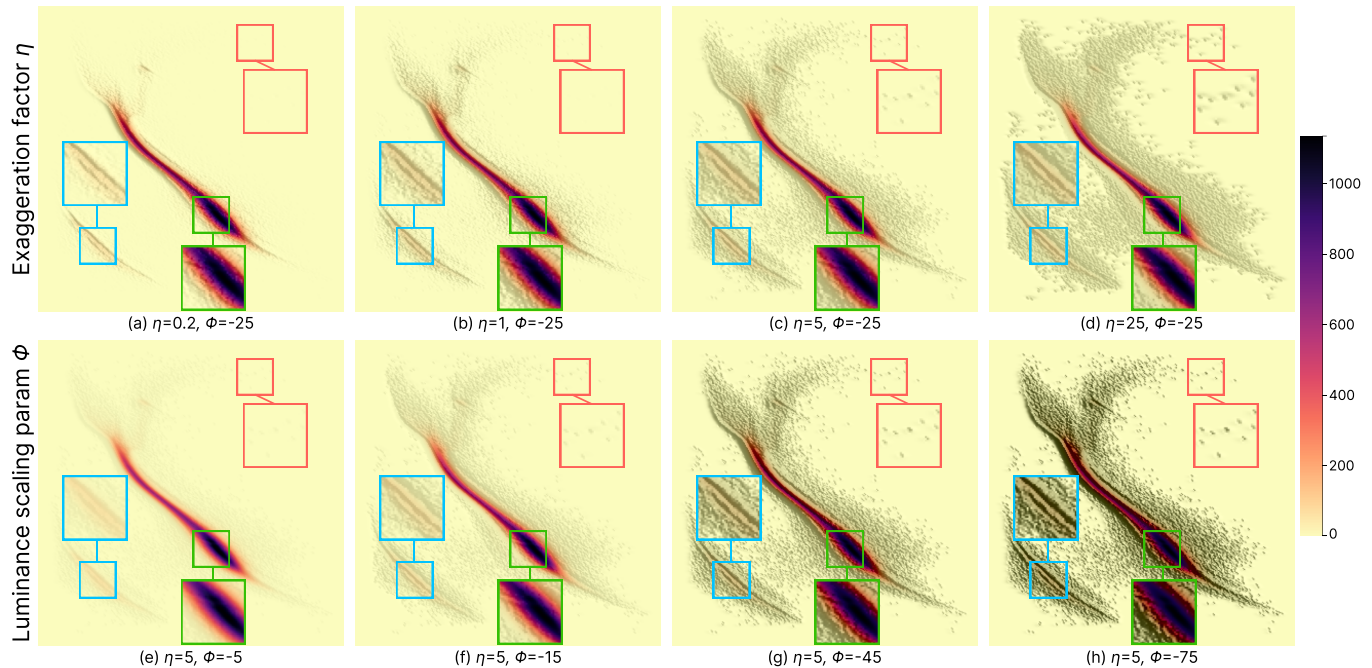 Exaggeration factor η
(a) η=0.2, Φ=-25
(b) η=1, Φ=-25
(c) η=5, Φ=-25
(d) η=25, Φ=-25
Luminance scaling param Φ
(e) η=5, Φ=-5
(f) η=5, Φ=-15
(g) η=5, Φ=-45
(h) η=5, Φ=-75
1000
800
600
400
200
0